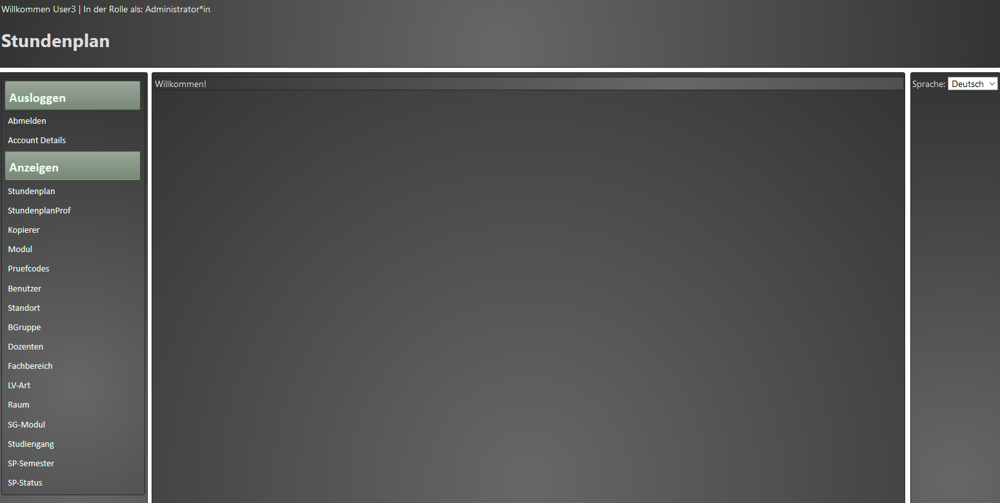 Willkommen User3 | In der Rolle als: Administrator*in
Stundenplan
Ausloggen
Abmelden
Account Details
Anzeigen
Stundenplan
StundenplanProf
Kopierer
Modul
Pruefcodes
Benutzer
Standort
BGruppe
Dozenten
Fachbereich
LV-Art
Raum
SG-Modul
Studiengang
SP-Semester
SP-Status
Willkommen!
Sprache: Deutsch